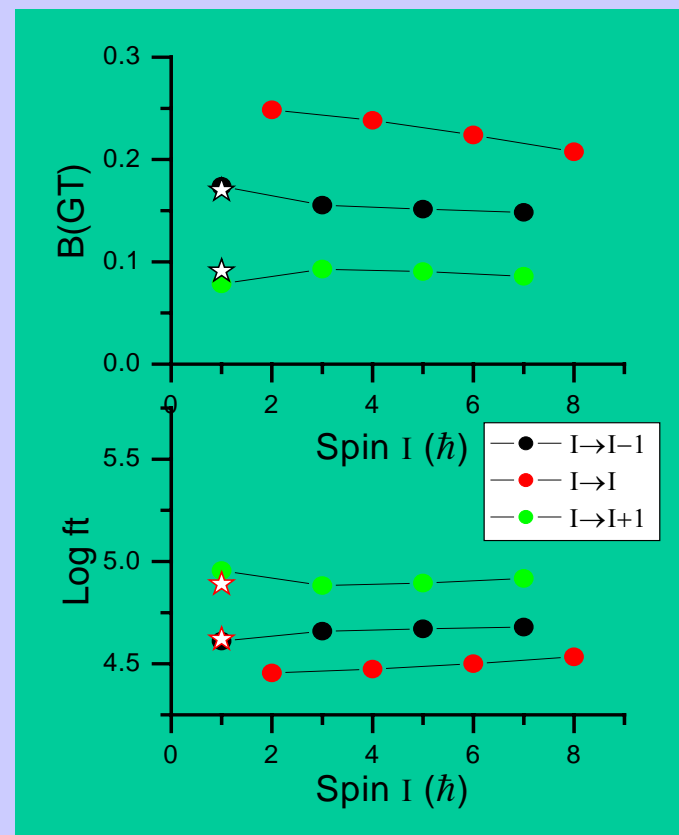 0.3
0.2
0.1
0.0
B(GT)
0 2 4 6 8
Spin I (ℏ)
I→I−1
I→I
I→I+1
5.5
5.0
4.5
Log ft
0 2 4 6 8
Spin I (ℏ)